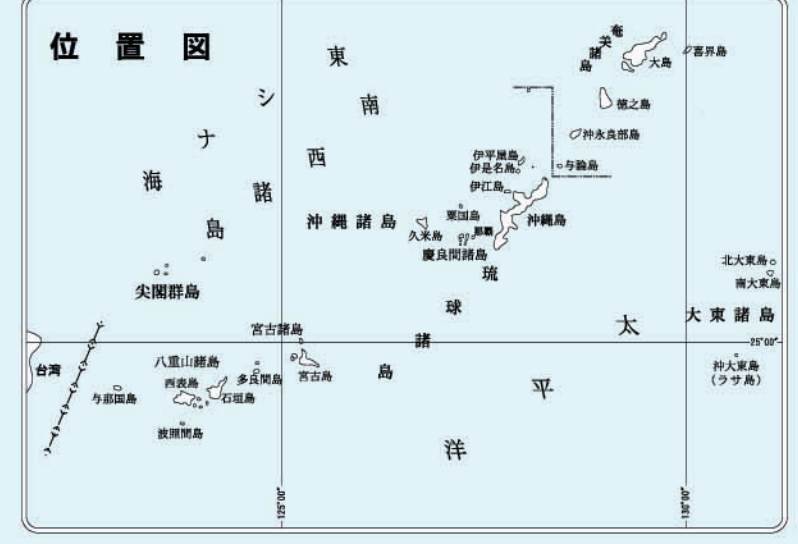 位置図
東シナ海
南西諸島
奄美諸島
大島
喜界島
徳之島
沖永良部島
与論島
伊平屋島
伊是名島
伊江島
沖縄諸島
粟国島
久米島
那覇
慶良間諸島
沖縄島
琉球諸島
北大東島
南大東島
大東諸島
尖閣群島
宮古諸島
25°00′
台湾
八重山諸島
西表島
多良間島
宮古島
与那国島
石垣島
波照間島
沖大東島
(ラサ島)
太平洋
125°00′
130°00′